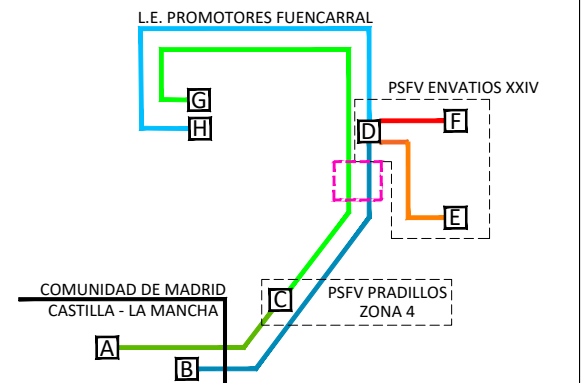 L.E. PROMOTORES FUENCARRAL
PSFV ENVATIOS XXIV
G
F
H
D
E
COMUNIDAD DE MADRID
C
PSFV PRADILLOS
ZONA 4
CASTILLA - LA MANCHA
A
B